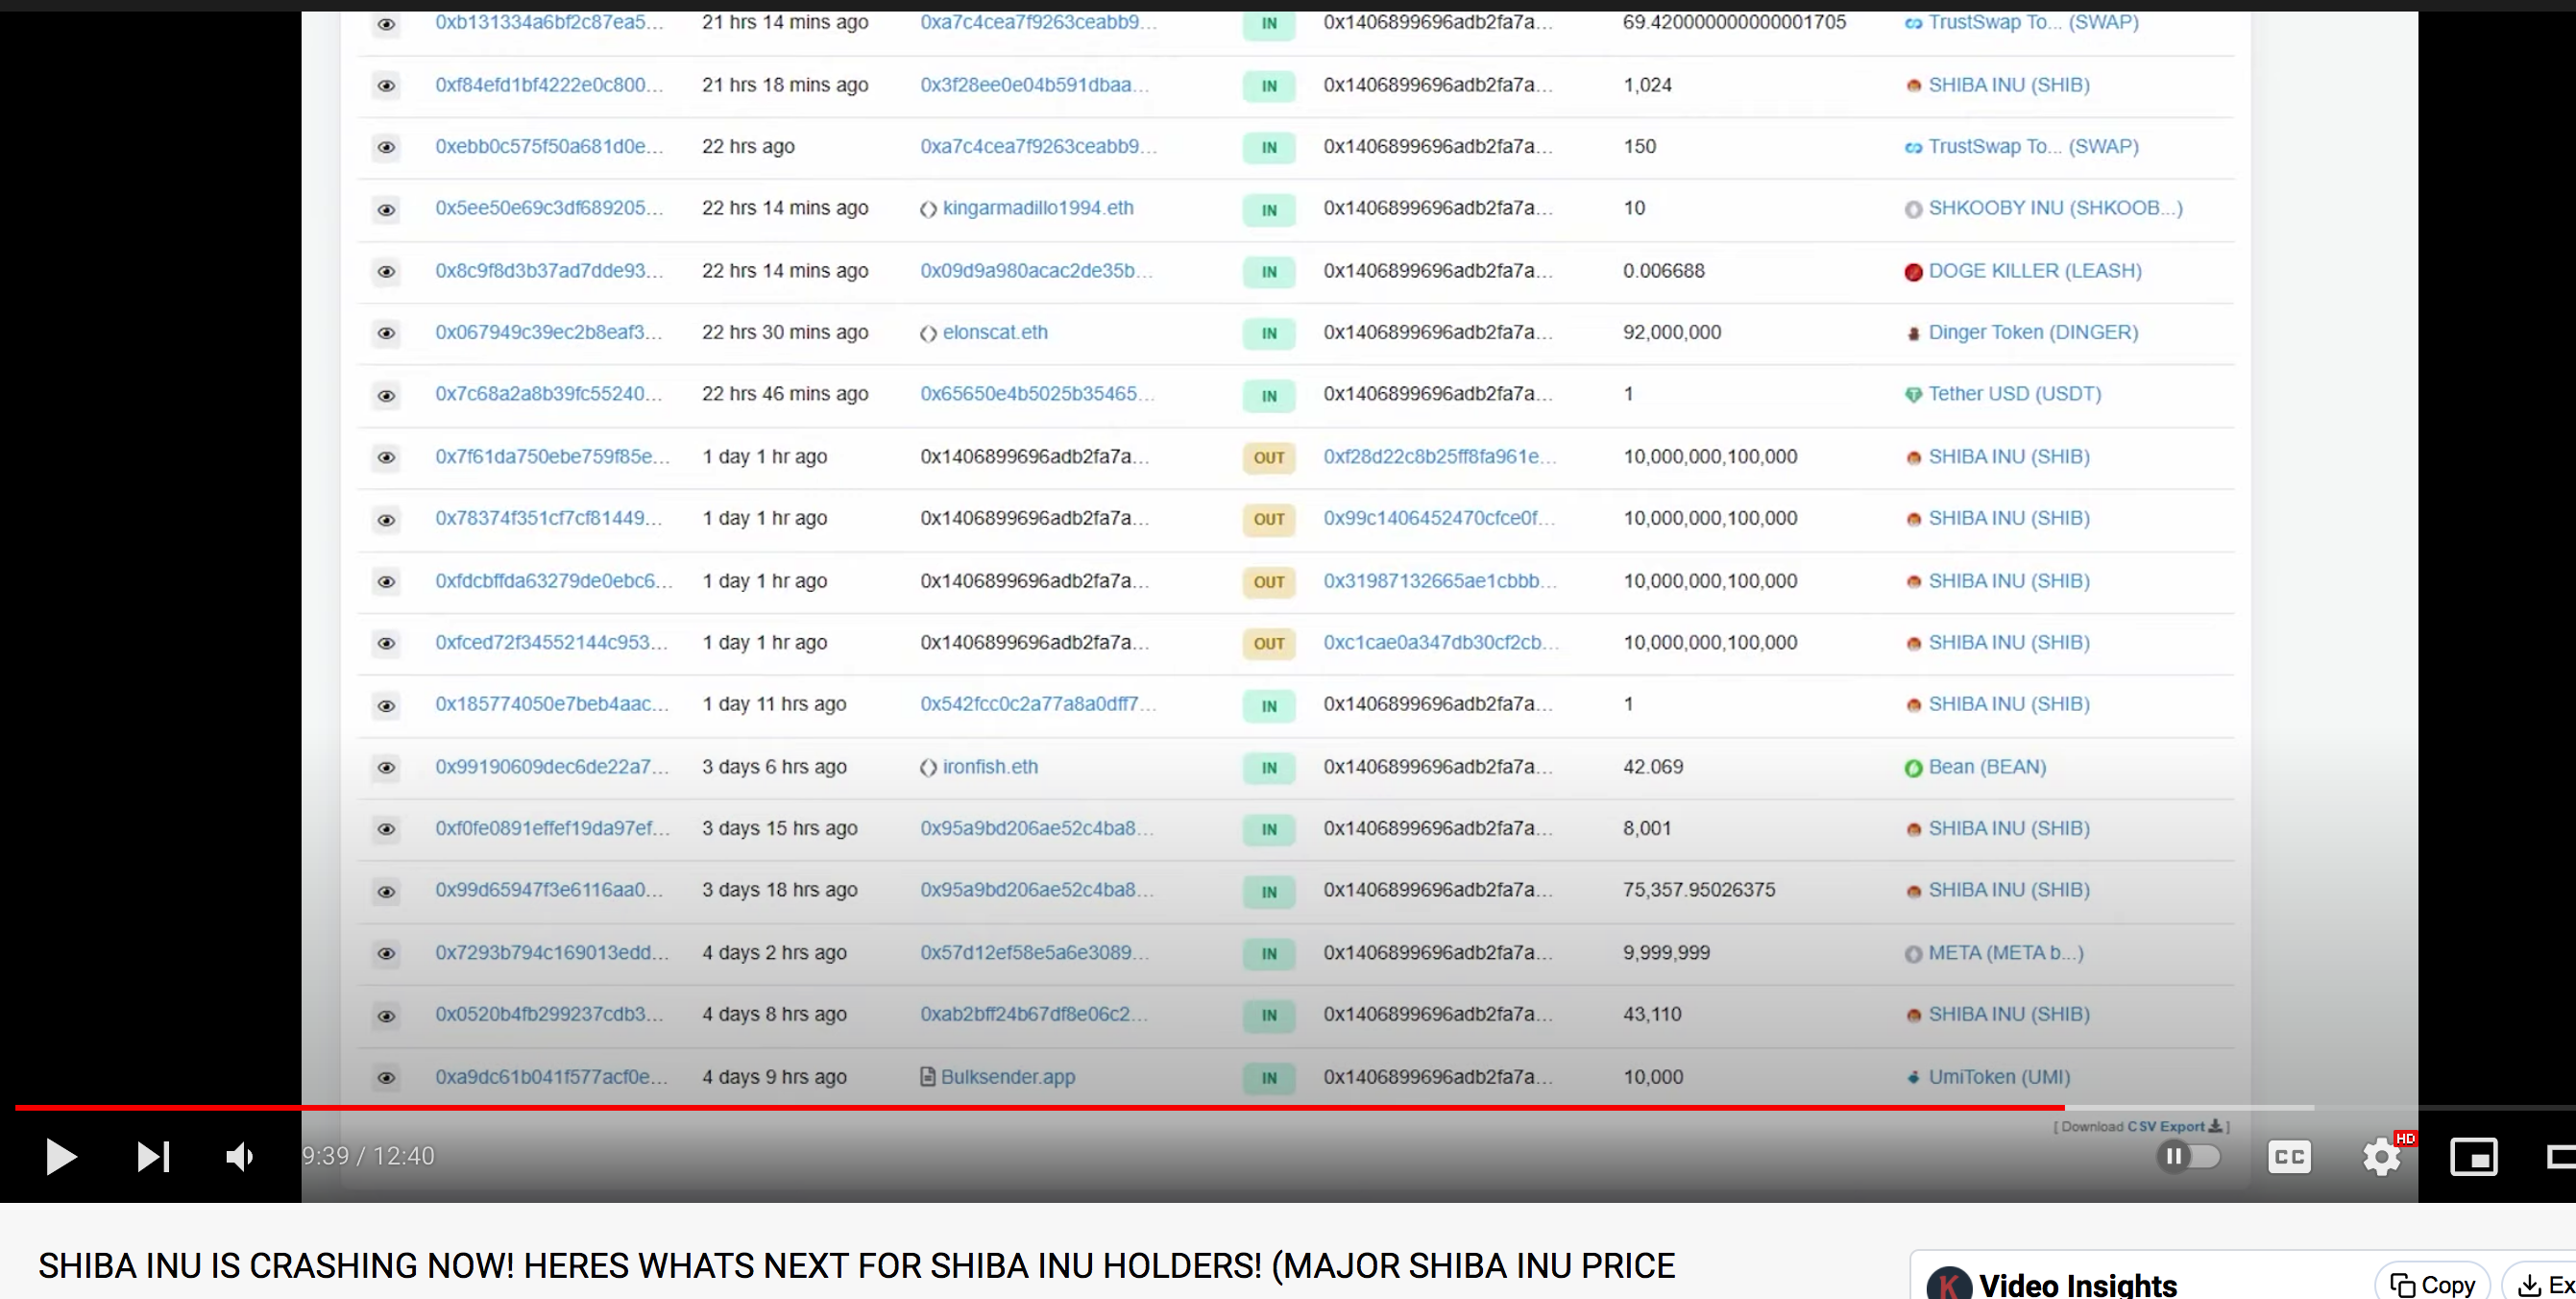 0xb131334a6bf2c87ea5... 21 hrs 14 mins ago 0xa7c4cea7f9263ceabb9... IN 0x1406899696adb2fa7a... 69.420000000000001705 TrustSwap To... (SWAP)
0xf84efd1bf4222e0c800... 21 hrs 18 mins ago 0x3f28ee0e04b591dbaa... IN 0x1406899696adb2fa7a... 1,024 SHIBA INU (SHIB)
0xebb0c575f50a681d0e... 22 hrs ago 0xa7c4cea7f9263ceabb9... IN 0x1406899696adb2fa7a... 150 TrustSwap To... (SWAP)
0x5ee50e69c3df689205... 22 hrs 14 mins ago kingarmadillo1994.eth IN 0x1406899696adb2fa7a... 10 SHKOOBY INU (SHKOOB...)
0x8c9f8d3b37ad7dde93... 22 hrs 14 mins ago 0x09d9a980acac2de35b... IN 0x1406899696adb2fa7a... 0.006688 DOGE KILLER (LEASH)
0x067949c39ec2b8eaf3... 22 hrs 30 mins ago elonscat.eth IN 0x1406899696adb2fa7a... 92,000,000 Dinger Token (DINGER)
0x7c68a2a8b39fc55240... 22 hrs 46 mins ago 0x65650e4b5025b35465... IN 0x1406899696adb2fa7a... 1 Tether USD (USDT)
0x7f61da750ebe759f85e... 1 day 1 hr ago 0x1406899696adb2fa7a... OUT 0xf28d22c8b25ff8fa961e... 10,000,000,100,000 SHIBA INU (SHIB)
0x78374f351cf7cf81449... 1 day 1 hr ago 0x1406899696adb2fa7a... OUT 0x99c1406452470cfce0f... 10,000,000,100,000 SHIBA INU (SHIB)
0xfdcbffda63279de0ebc6... 1 day 1 hr ago 0x1406899696adb2fa7a... OUT 0x31987132665ae1cbbb... 10,000,000,100,000 SHIBA INU (SHIB)
0xfced72f34552144c953... 1 day 1 hr ago 0x1406899696adb2fa7a... OUT 0xc1cae0a347db30cf2cb... 10,000,000,100,000 SHIBA INU (SHIB)
0x185774050e7beb4aac... 1 day 11 hrs ago 0x542fcc0c2a77a8a0dff7... IN 0x1406899696adb2fa7a... 1 SHIBA INU (SHIB)
0x99190609dec6de22a7... 3 days 6 hrs ago ironfish.eth IN 0x1406899696adb2fa7a... 42.069 Bean (BEAN)
0xf0fe0891effef19da97ef... 3 days 15 hrs ago 0x95a9bd206ae52c4ba8... IN 0x1406899696adb2fa7a... 8,001 SHIBA INU (SHIB)
0x99d65947f3e6116aa0... 3 days 18 hrs ago 0x95a9bd206ae52c4ba8... IN 0x1406899696adb2fa7a... 75,357.95026375 SHIBA INU (SHIB)
0x7293b794c169013edd... 4 days 2 hrs ago 0x57d12ef58e5a6e3089... IN 0x1406899696adb2fa7a... 9,999,999 META (META b...)
0x0520b4fb299237cdb3... 4 days 8 hrs ago 0xab2bff24b67df8e06c2... IN 0x1406899696adb2fa7a... 43,110 SHIBA INU (SHIB)
0xa9dc61b041f577acf0e... 4 days 9 hrs ago Bulksender.app IN 0x1406899696adb2fa7a... 10,000 UmiToken (UMI)
[ Download CSV Export ]
9:39 / 12:40 CC HD
SHIBA INU IS CRASHING NOW! HERES WHATS NEXT FOR SHIBA INU HOLDERS! (MAJOR SHIBA INU PRICE
K Video Insights Copy Ex